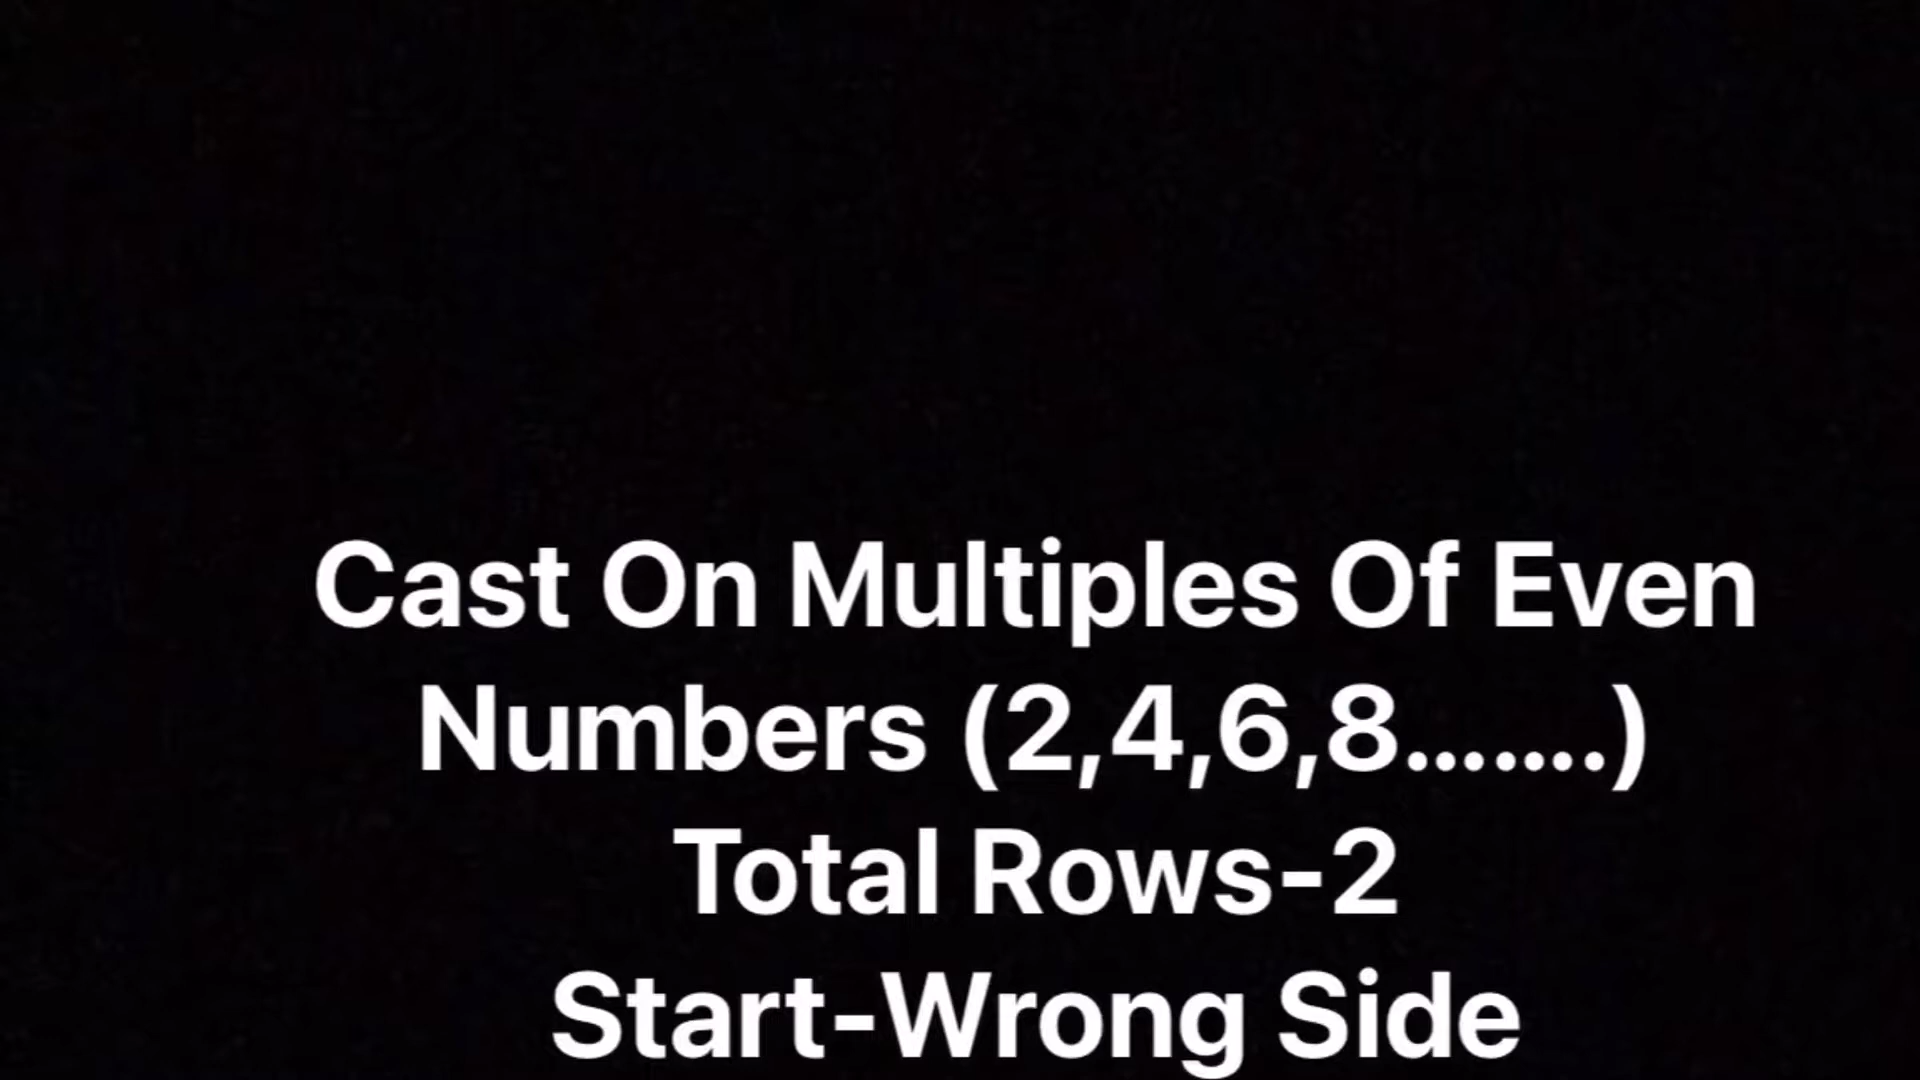 Cast On Multiples Of Even
Numbers (2,4,6,8.......)
Total Rows-2
Start-Wrong Side